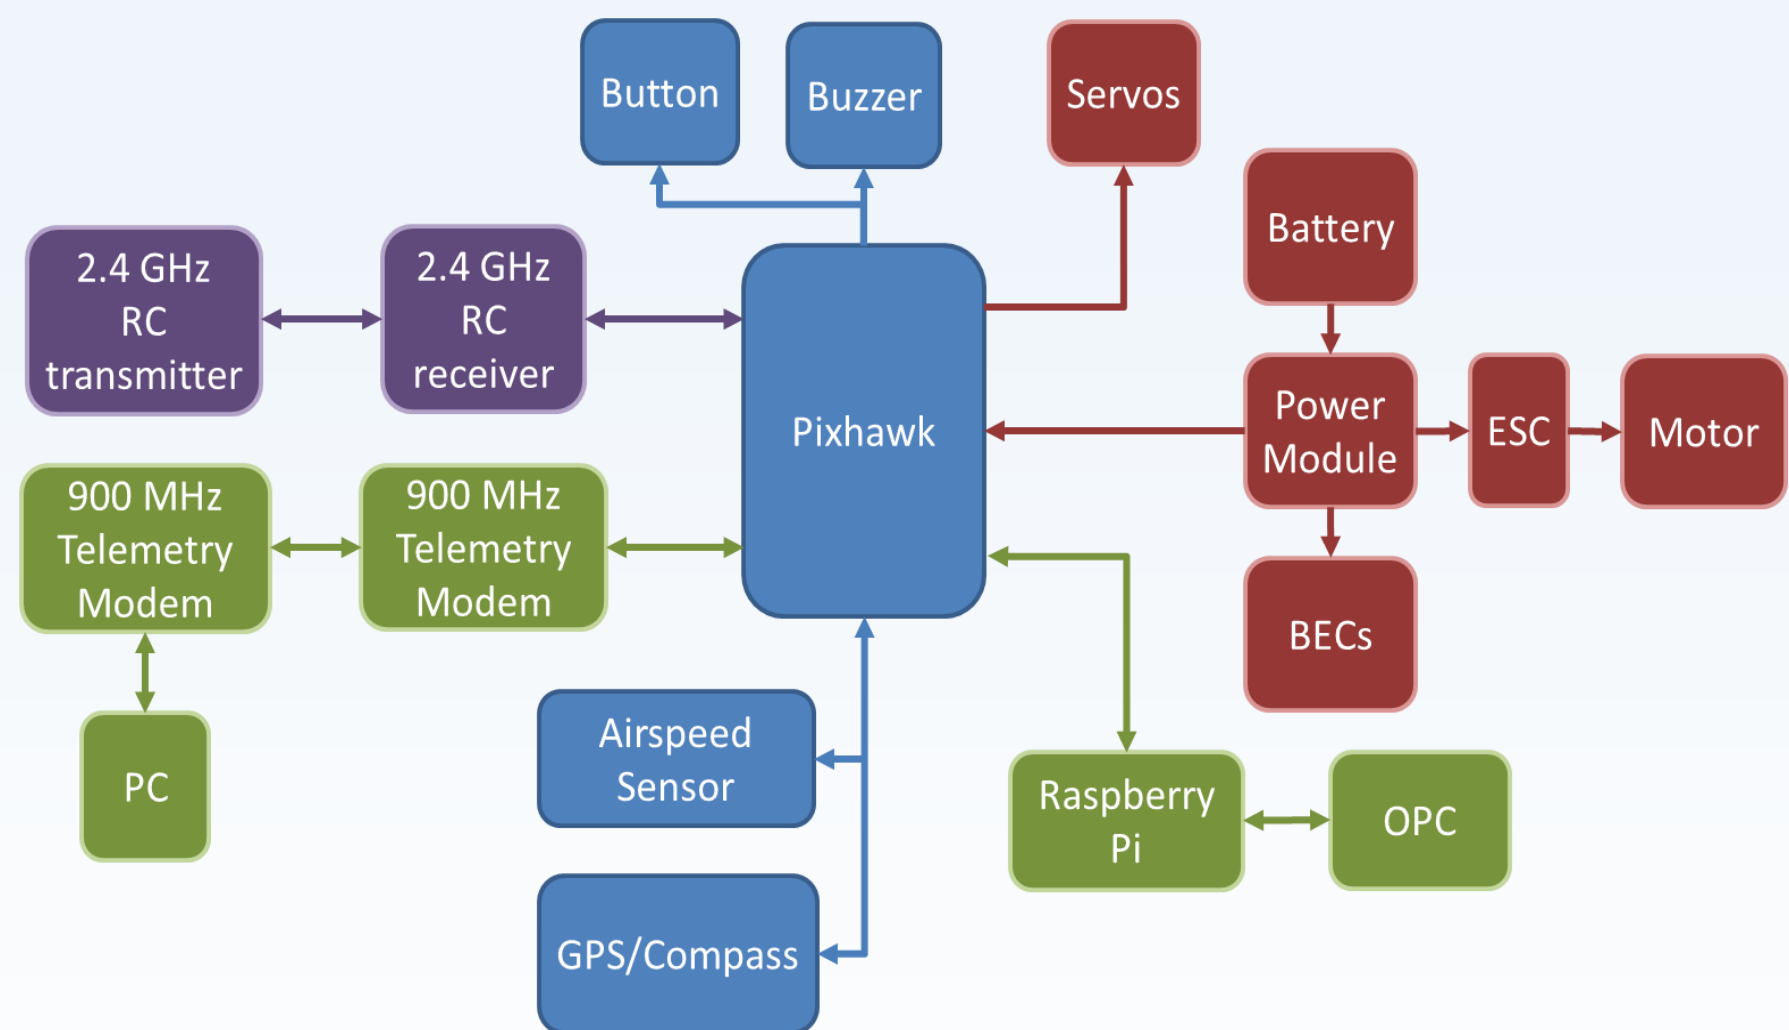 Button
Buzzer
Servos
Battery
2.4 GHz
RC
transmitter
2.4 GHz
RC
receiver
Pixhawk
Power
Module
ESC
Motor
900 MHz
Telemetry
Modem
900 MHz
Telemetry
Modem
BECs
Airspeed
Sensor
PC
Raspberry
Pi
OPC
GPS/Compass